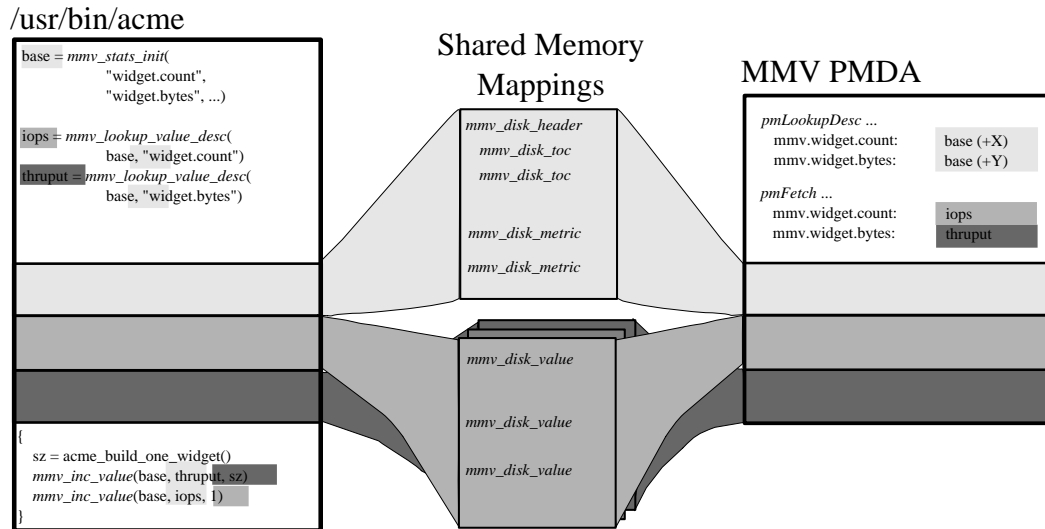 /usr/bin/acme
base = mmv_stats_init(
"widget.count",
"widget.bytes", ...)
iops = mmv_lookup_value_desc(
base, "widget.count")
thruput = mmv_lookup_value_desc(
base, "widget.bytes")
{
sz = acme_build_one_widget()
mmv_inc_value(base, thruput, sz)
mmv_inc_value(base, iops, 1)
}
Shared Memory
Mappings
mmv_disk_header
mmv_disk_toc
mmv_disk_toc
mmv_disk_metric
mmv_disk_metric
mmv_disk_value
mmv_disk_value
mmv_disk_value
MMV PMDA
pmLookupDesc ...
mmv.widget.count: base (+X)
mmv.widget.bytes: base (+Y)
pmFetch ...
mmv.widget.count: iops
mmv.widget.bytes: thruput